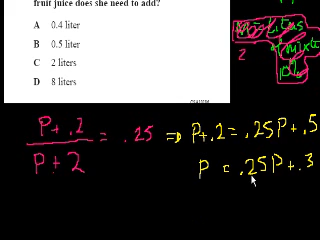 fruit juice does she need to add?
A 0.4 liter
B 0.5 liter
C 2 liters
D 8 liters
2
P + .2 / P + 2 = .25 ⇒ P + .2 = .25P + .5
P = .25P + .3